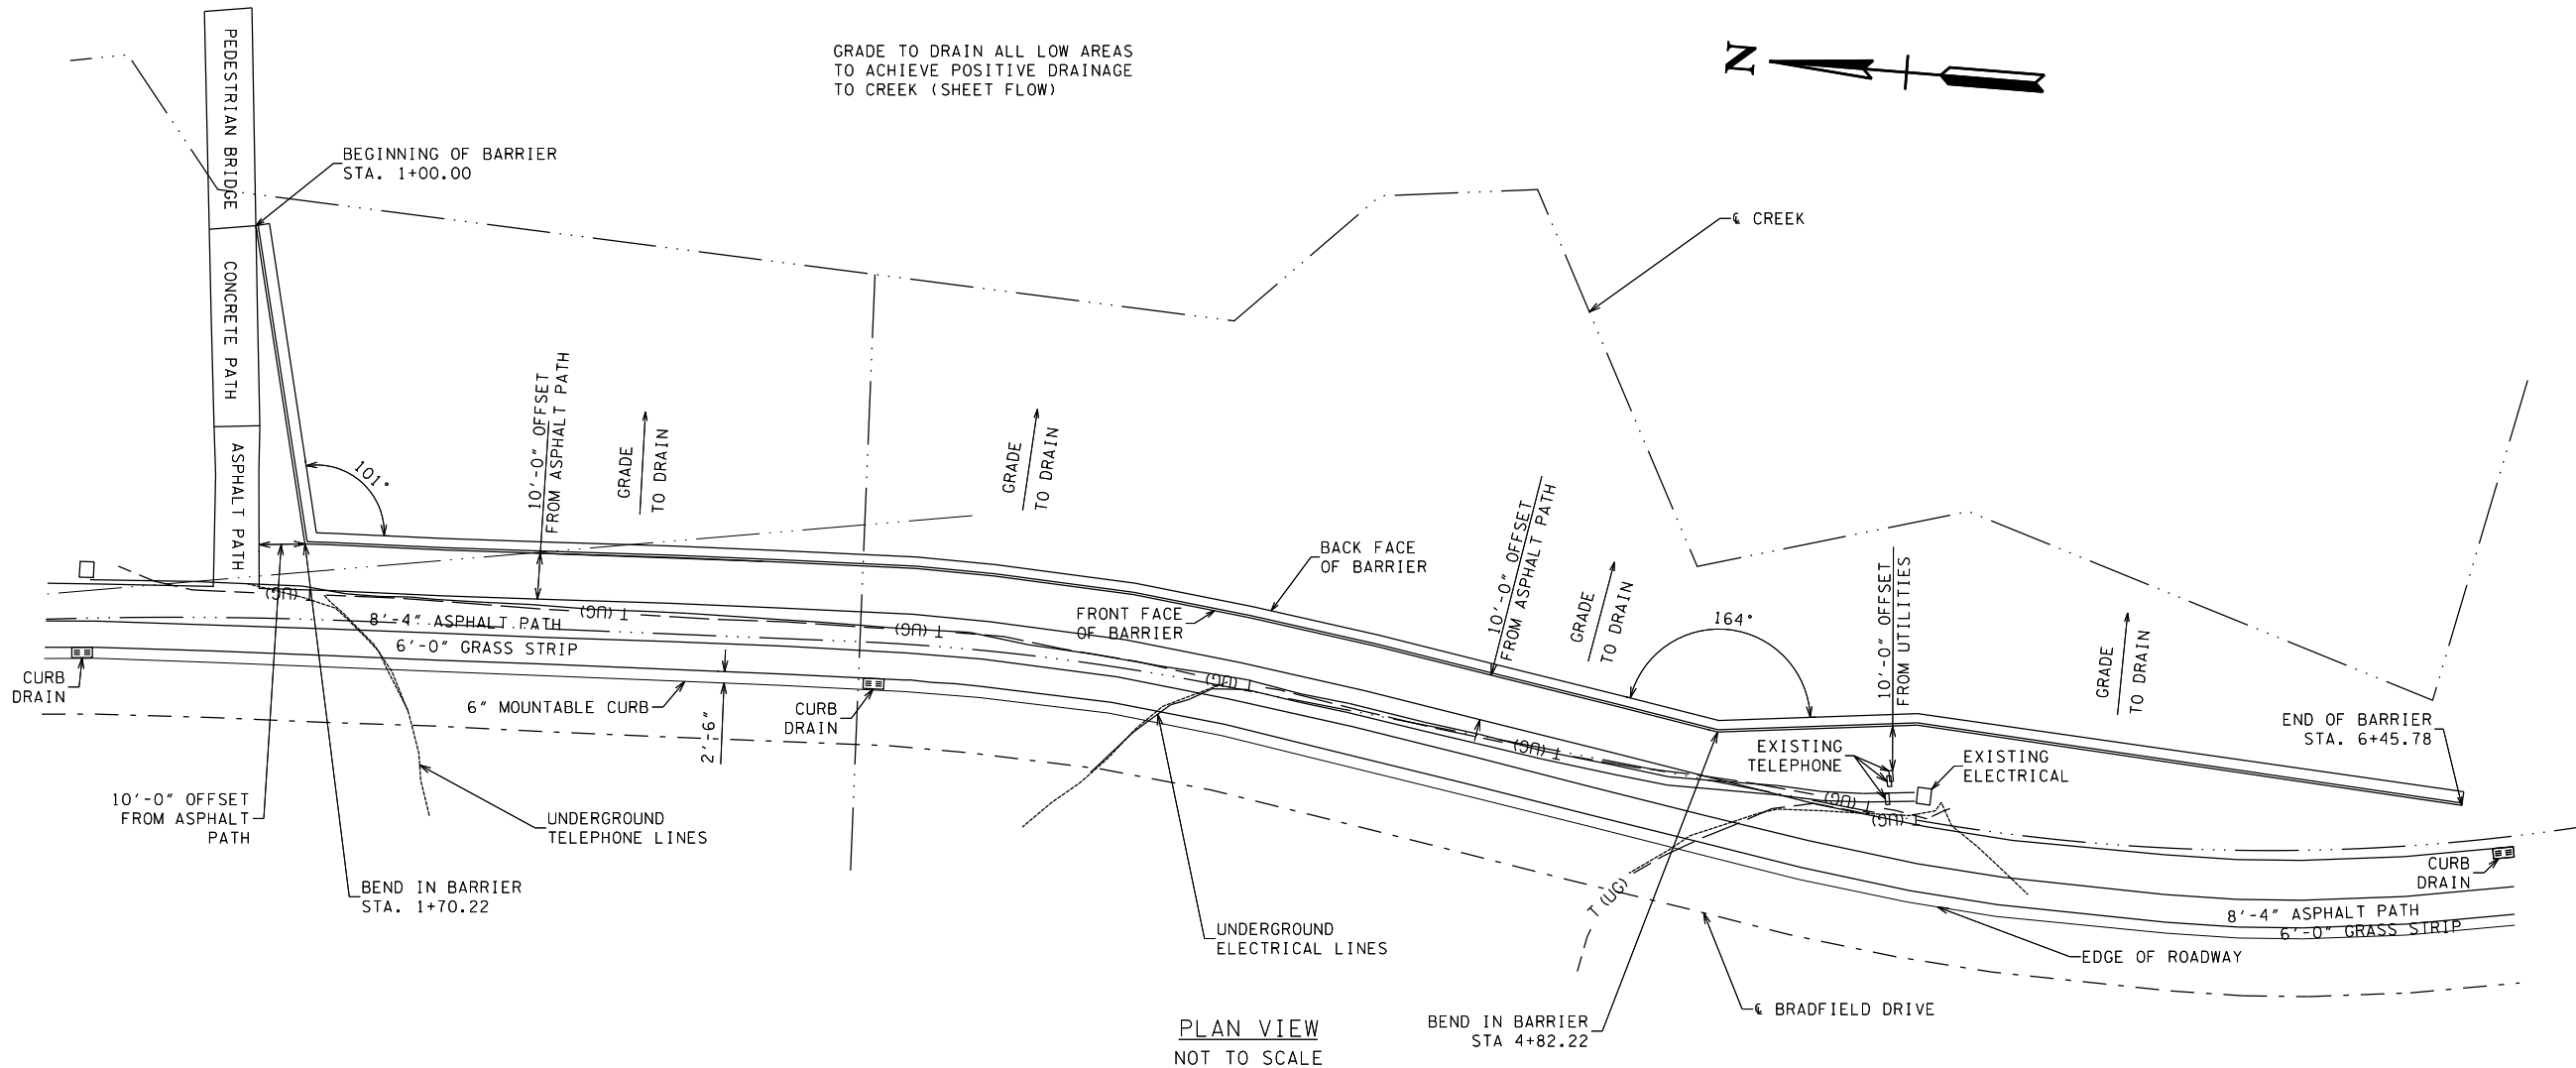 GRADE TO DRAIN ALL LOW AREAS
TO ACHIEVE POSITIVE DRAINAGE
TO CREEK (SHEET FLOW)
N
PEDESTRIAN BRIDGE
BEGINNING OF BARRIER
STA. 1+00.00
℄ CREEK
CONCRETE PATH
ASPHALT PATH
101°
10'-0" OFFSET
FROM ASPHALT PATH
GRADE
TO DRAIN
GRADE
TO DRAIN
BACK FACE
OF BARRIER
FRONT FACE
OF BARRIER
10'-0" OFFSET
FROM ASPHALT PATH
GRADE
TO DRAIN
164°
10'-0" OFFSET
FROM UTILITIES
GRADE
TO DRAIN
END OF BARRIER
STA. 6+45.78
T (UG)
T (UG)
T (UG)
T (UG)
T (UG)
T (UG)
T (UG)
T (UG)
8'-4" ASPHALT PATH
6'-0" GRASS STRIP
CURB
DRAIN
6" MOUNTABLE CURB
2'-6"
CURB
DRAIN
EXISTING
TELEPHONE
EXISTING
ELECTRICAL
10'-0" OFFSET
FROM ASPHALT
PATH
UNDERGROUND
TELEPHONE LINES
BEND IN BARRIER
STA. 1+70.22
UNDERGROUND
ELECTRICAL LINES
CURB
DRAIN
8'-4" ASPHALT PATH
6'-0" GRASS STRIP
EDGE OF ROADWAY
℄ BRADFIELD DRIVE
BEND IN BARRIER
STA 4+82.22
PLAN VIEW
NOT TO SCALE